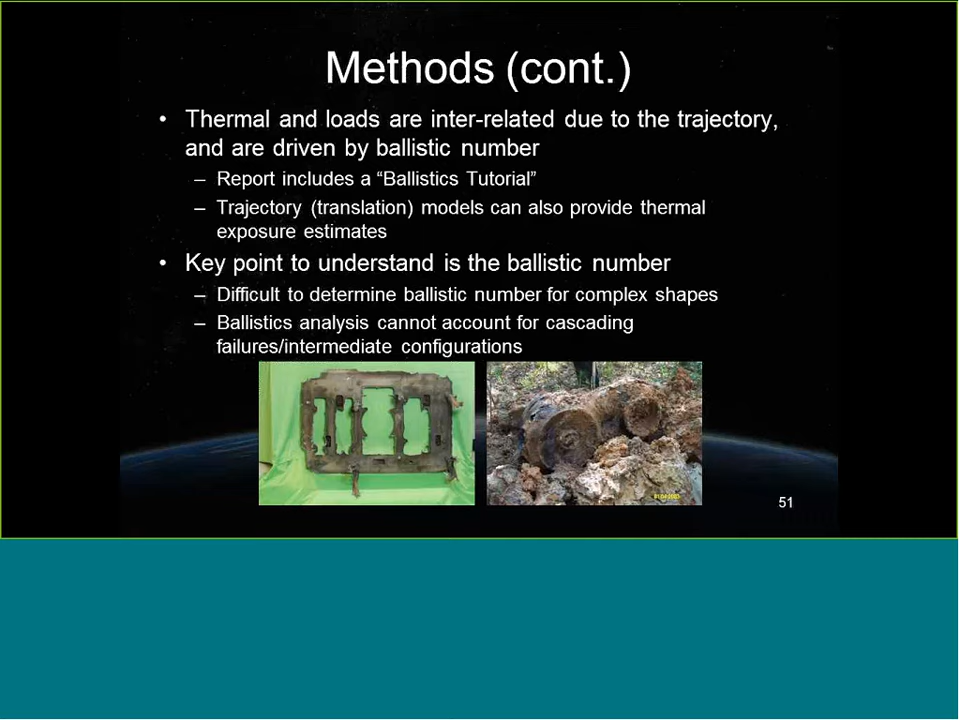 Methods (cont.)
• Thermal and loads are inter-related due to the trajectory,
and are driven by ballistic number
– Report includes a “Ballistics Tutorial”
– Trajectory (translation) models can also provide thermal
exposure estimates
• Key point to understand is the ballistic number
– Difficult to determine ballistic number for complex shapes
– Ballistics analysis cannot account for cascading
failures/intermediate configurations
51